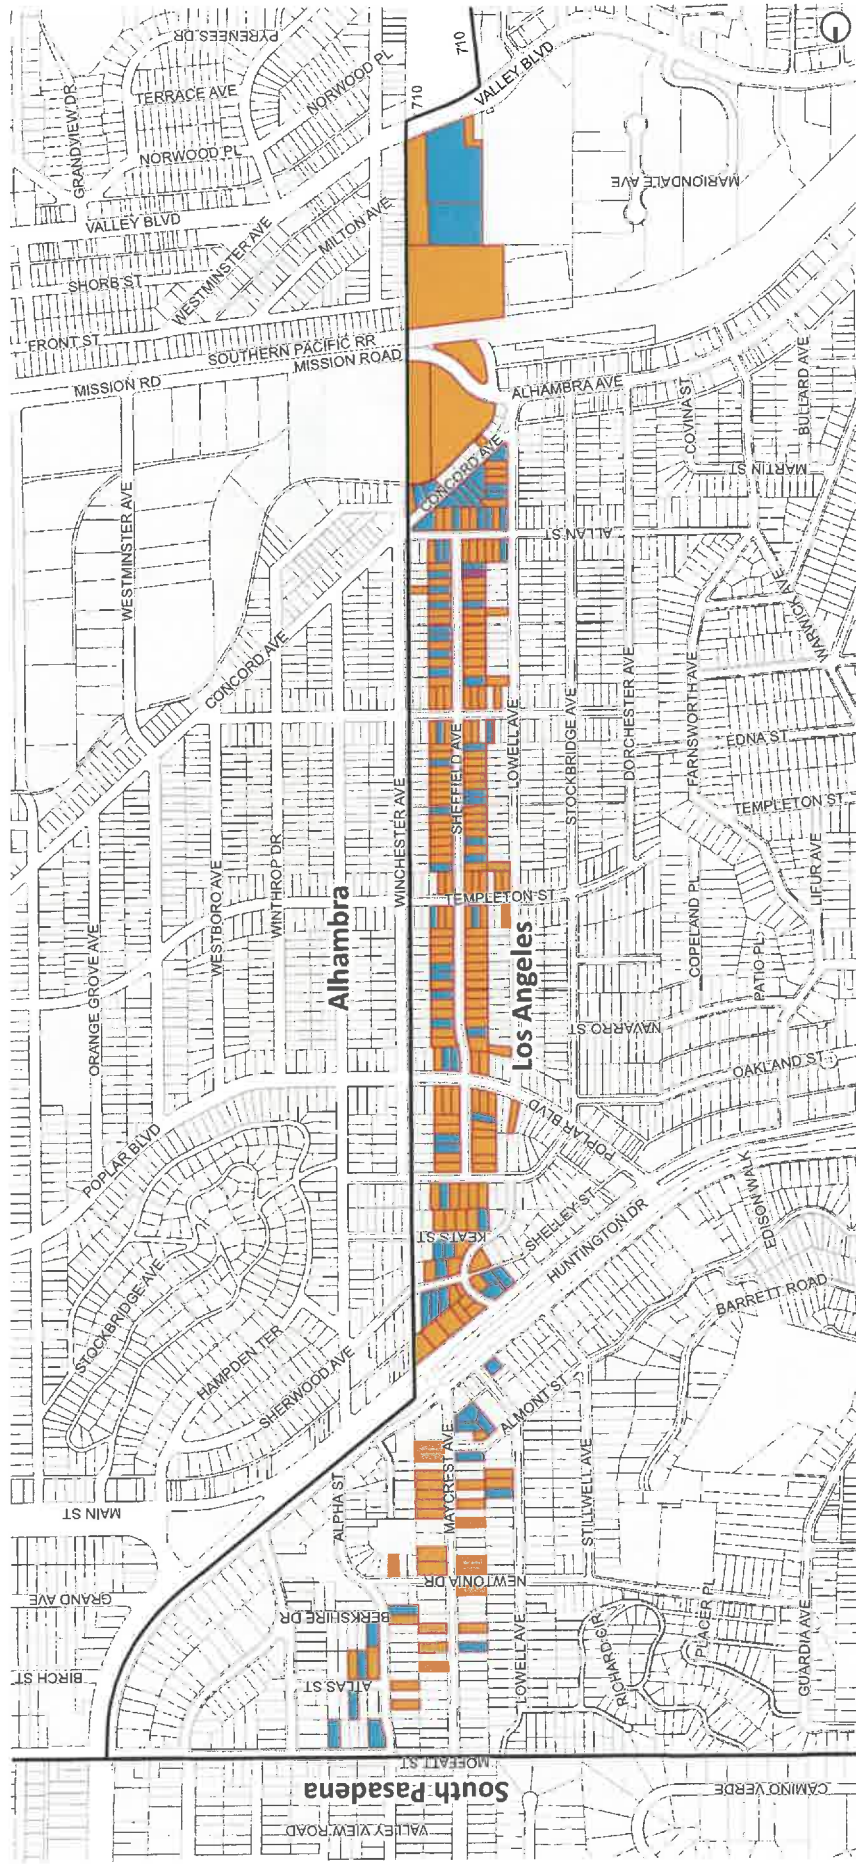 PYRENEES DR
GRANDVIEW DR
TERRACE AVE
NORWOOD PL
NORWOOD PL
710
710
VALLEY BLVD
VALLEY BLVD
MARIONDALE AVE
WESTMINSTER AVE
MILTON AVE
SHORB ST
FRONT ST
SOUTHERN PACIFIC RR
MISSION ROAD
MISSION RD
ALHAMBRA AVE
COVINA ST
BULLARD AVE
MARTIN ST
CONCORD AVE
ALLAN ST
WESTMINSTER AVE
WARWICK AVE
CONCORD AVE
WINCHESTER AVE
SHEFFIELD AVE
LOWELL AVE
STOCKBRIDGE AVE
DORCHESTER AVE
FARNSWORTH AVE
EDNA ST
TEMPLETON ST
LIFUR AVE
ORANGE GROVE AVE
WESTBORO AVE
WINTHROP DR
Alhambra
TEMPLETON ST
Los Angeles
COPELAND PL
PATIO PL
NAVARRO ST
OAKLAND ST
POPLAR BLVD
POPLAR BLVD
EDISON WALK
KEATS ST
SHELLEY ST
HUNTINGTON DR
BARRETT ROAD
STOCKBRIDGE AVE
HAMPDEN TER
SHERWOOD AVE
ALMONT ST
MAIN ST
ALPHA ST
MAYCREST AVE
STILLWELL AVE
GRAND AVE
NEWTONIA DR
BERKSHIRE DR
PLACER PL
GUARDIA AVE
BIRCH ST
ATLAS ST
LOWELL AVE
RICHARD CIR
MOFFATT ST
South Pasadena
VALLEY VIEW ROAD
CAMINO VERDE